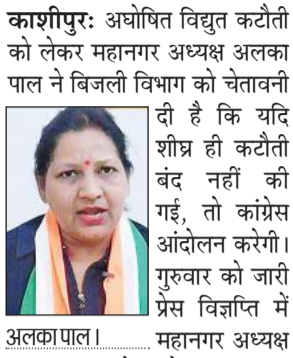 काशीपुरः अघोषित विद्युत कटौती
को लेकर महानगर अध्यक्ष अलका
पाल ने बिजली विभाग को चेतावनी
दी है कि यदि
शीघ्र ही कटौती
बंद नहीं की
गई, तो कांग्रेस
आंदोलन करेगी।
गुरुवार को जारी
प्रेस विज्ञप्ति में
महानगर अध्यक्ष
अलका पाल।